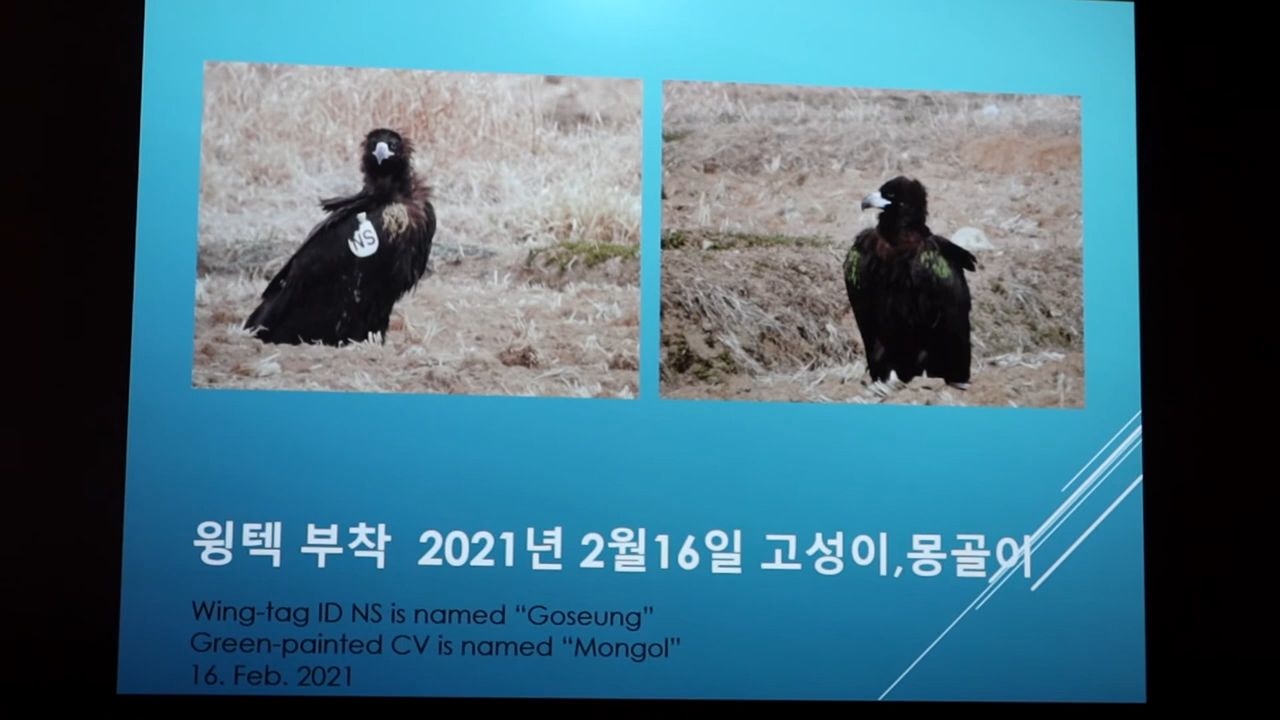 NS
윙텍 부착 2021년 2월16일 고성이,몽골이
Wing-tag ID NS is named “Goseung”
Green-painted CV is named “Mongol”
16. Feb. 2021